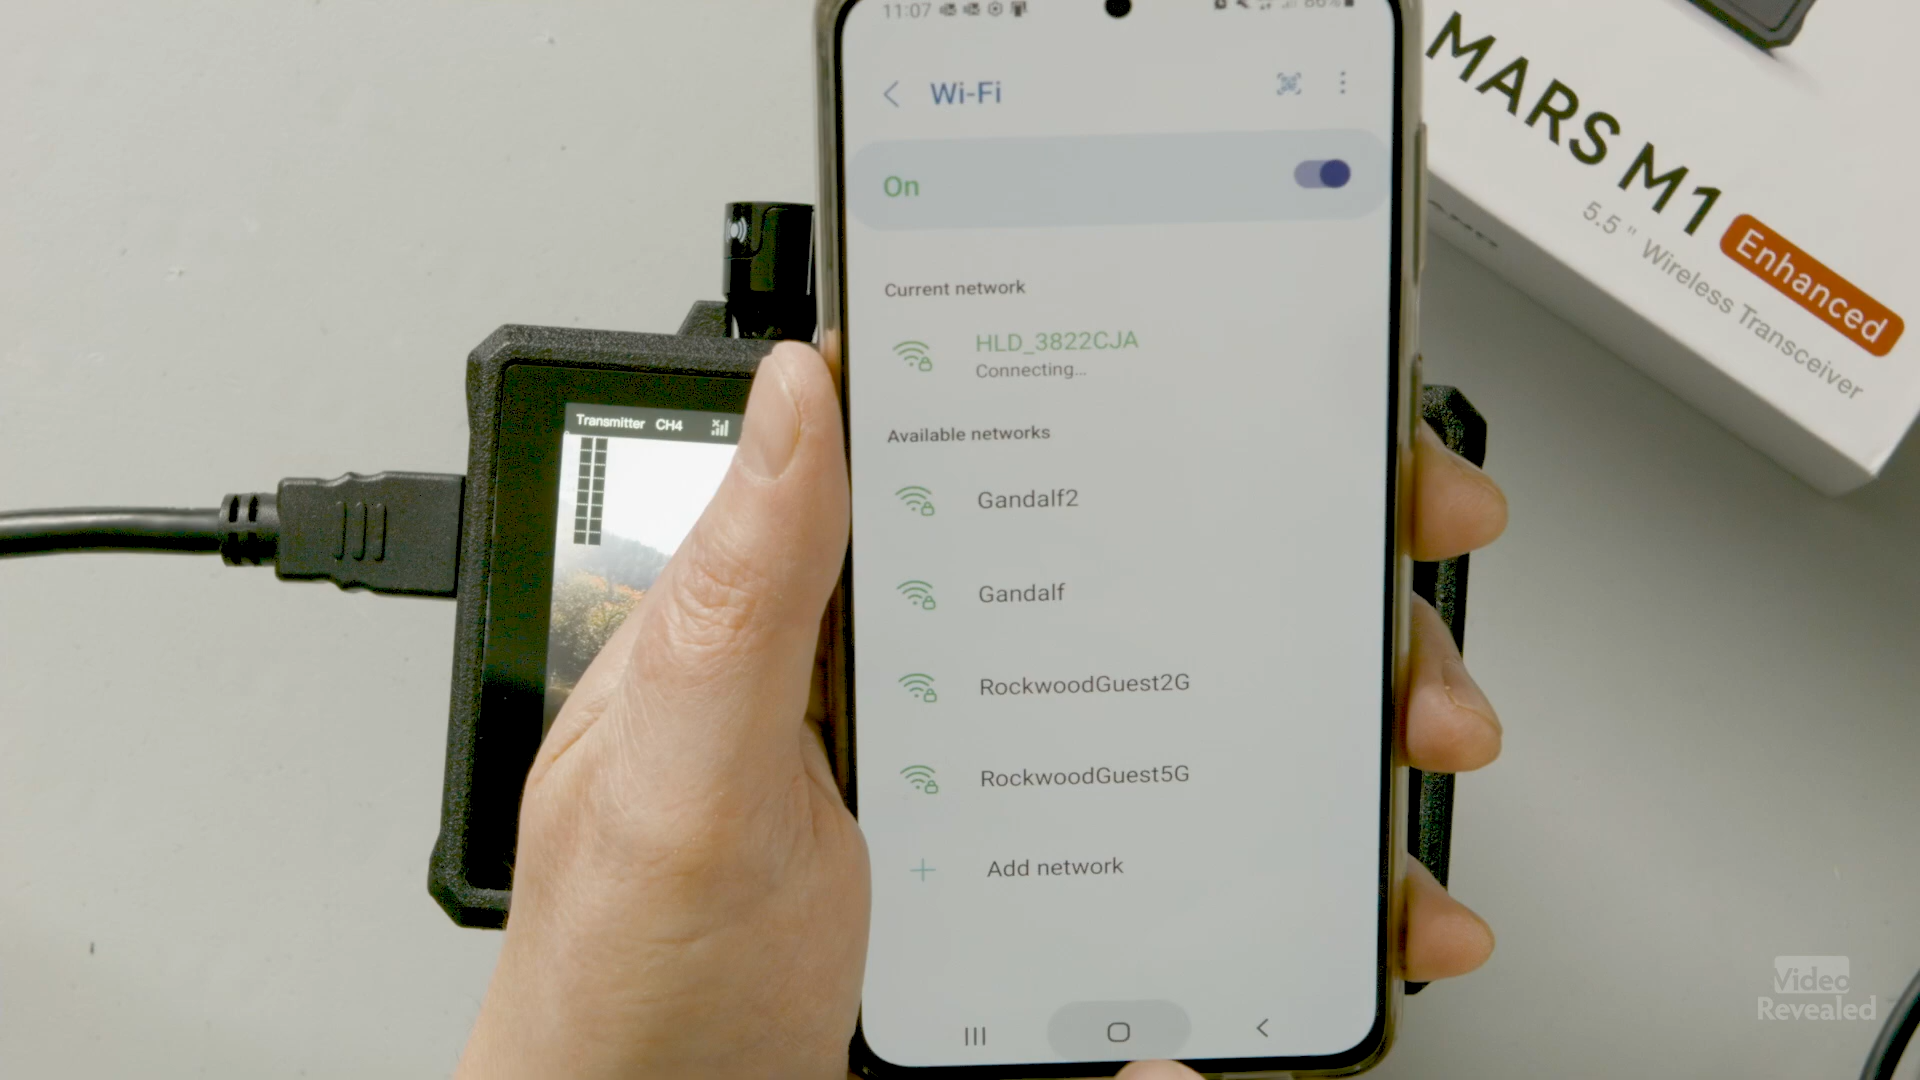 11:07
Wi-Fi
On
Current network
HLD_3822CJA
Connecting...
Available networks
Gandalf2
Gandalf
RockwoodGuest2G
RockwoodGuest5G
Add network
Transmitter CH4
MARS M1
Enhanced
5.5" Wireless Transceiver
Video
Revealed